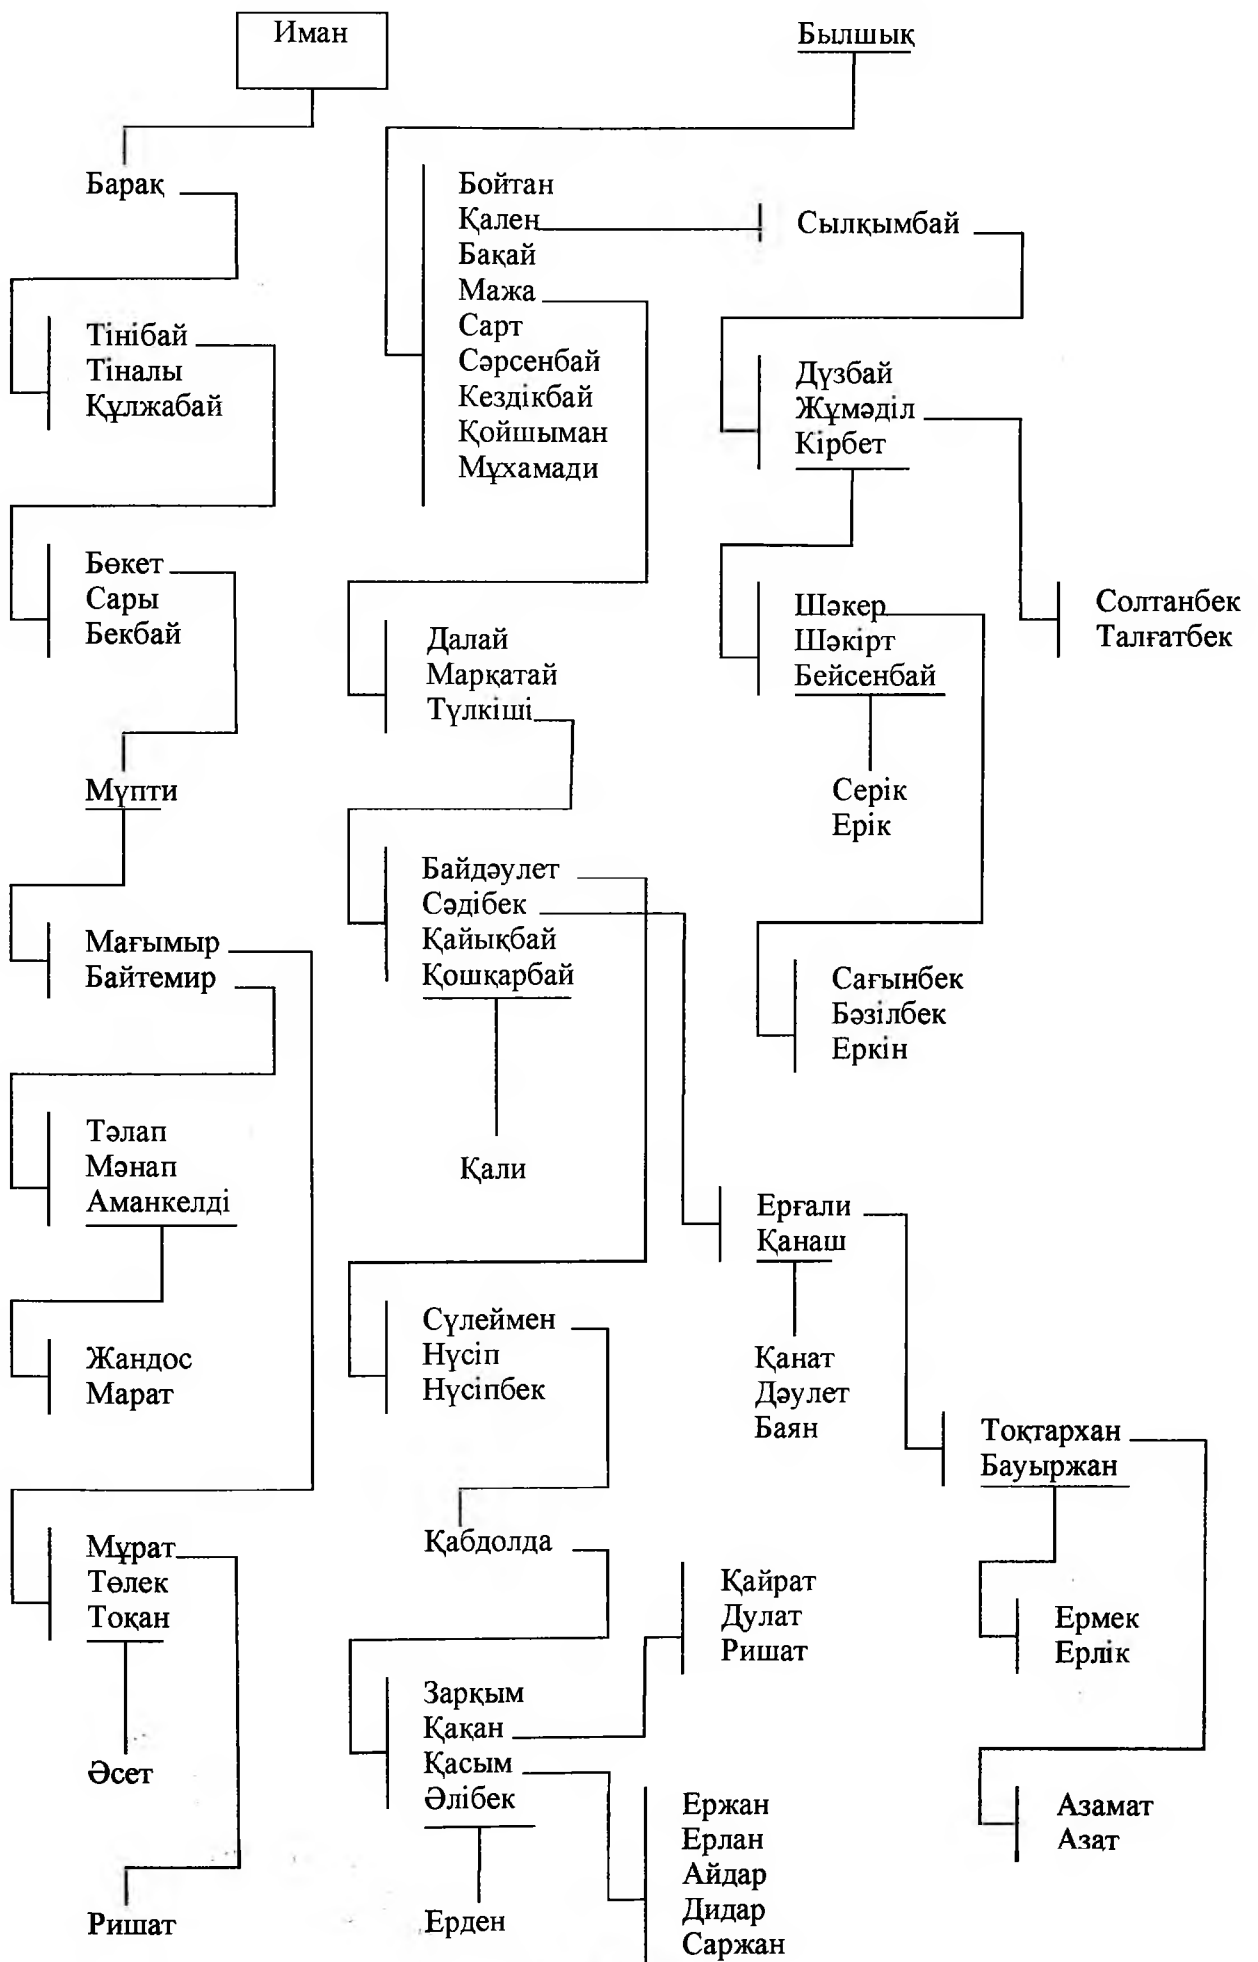 Иман
Былшық
Барақ
Бойтан
Қален
Бақай
Мажа
Сарт
Сәрсенбай
Кездікбай
Қойшыман
Мұхамади
Сылқымбай
Тінібай
Тіналы
Құлжабай
Дүзбай
Жұмәділ
Кірбет
Бөкет
Сары
Бекбай
Далай
Марқатай
Түлкіші
Шәкер
Шәкірт
Бейсенбай
Солтанбек
Талғатбек
Мүпти
Серік
Ерік
Байдәулет
Сәдібек
Қайықбай
Қошқарбай
Мағымыр
Байтемир
Сағынбек
Бәзілбек
Еркін
Тәлап
Мәнап
Аманкелді
Қали
Ерғали
Қанаш
Жандос
Марат
Сүлеймен
Нүсіп
Нүсіпбек
Қанат
Дәулет
Баян
Тоқтархан
Бауыржан
Мұрат
Төлек
Тоқан
Қабдолда
Қайрат
Дулат
Ришат
Ермек
Ерлік
Зарқым
Қақан
Қасым
Әлібек
Әсет
Ержан
Ерлан
Айдар
Дидар
Саржан
Азамат
Азат
Ришат
Ерден